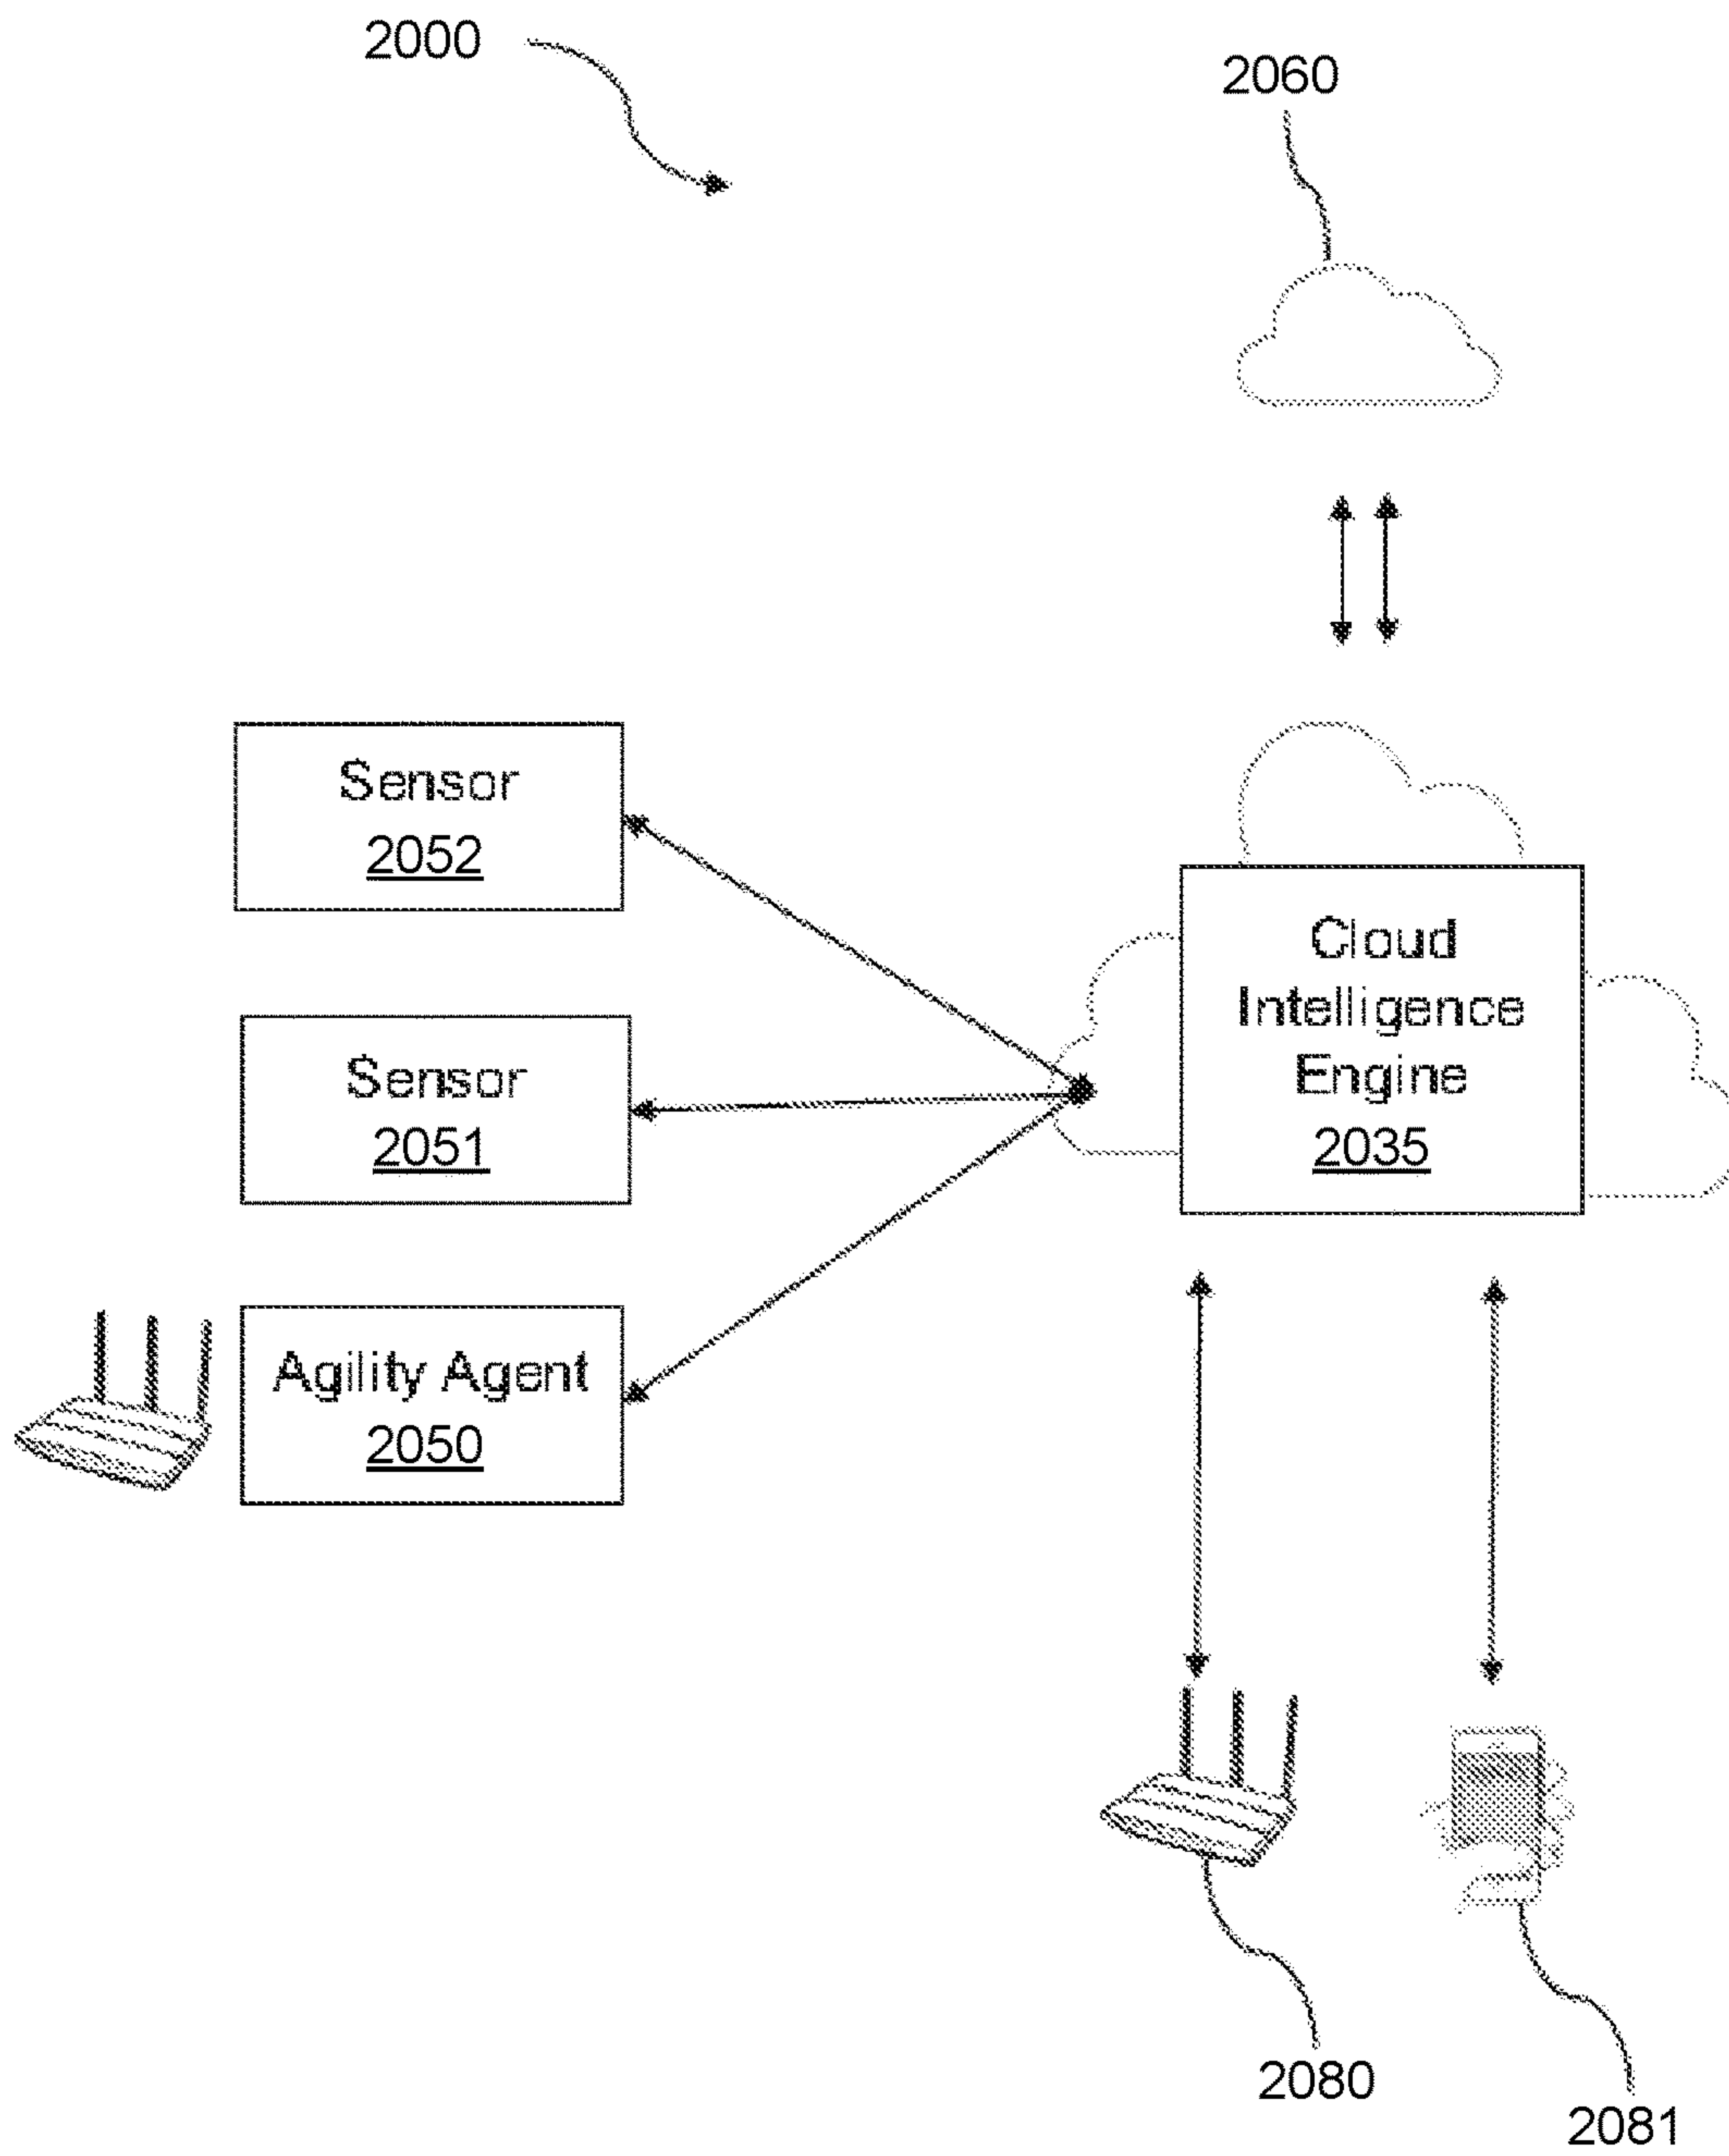 2000
2060
Sensor
2052
Cloud
Intelligence
Engine
2035
Sensor
2051
Agility Agent
2050
2080
2081